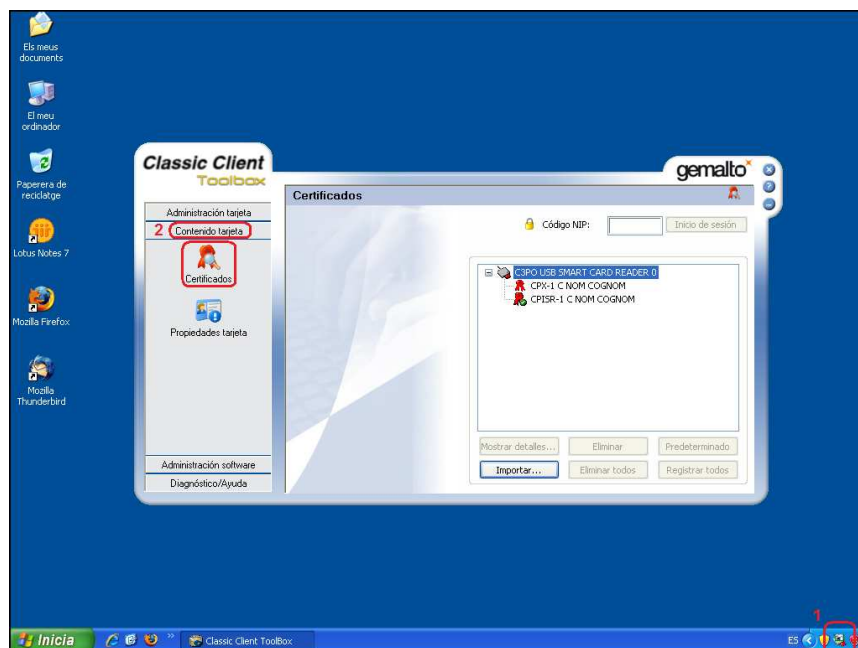 Els meus
documents
El meu
ordinador
Paperera de
reciclatge
Lotus Notes 7
Mozilla Firefox
Mozilla
Thunderbird
Classic Client
Toolbox
gemalto
Certificados
Administración tarjeta
2 Contenido tarjeta
Certificados
Propiedades tarjeta
Administración software
Diagnóstico/Ayuda
Código NIP:
Inicio de sesión
C3PO USB SMART CARD READER 0
CPX-1 C NOM COGNOM
CPISR-1 C NOM COGNOM
Mostrar detalles...
Eliminar
Predeterminado
Importar...
Eliminar todos
Registrar todos
1
Inicia
Classic Client ToolBox
ES